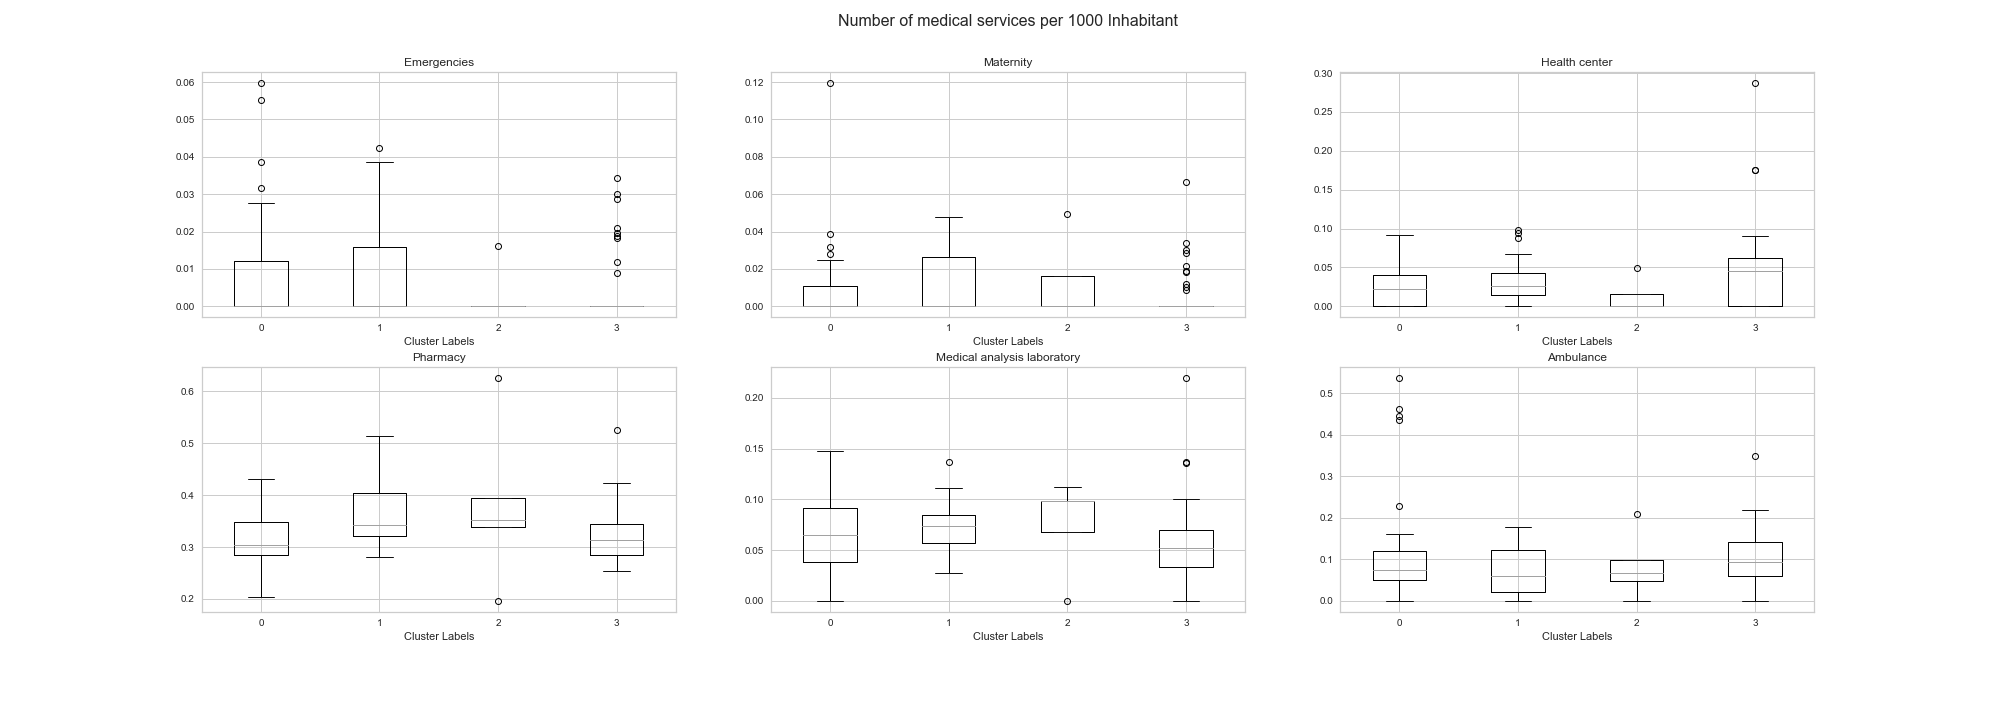 Number of medical services per 1000 Inhabitant
Emergencies
0.06
0.05
0.04
0.03
0.02
0.01
0.00
0 1 2 3
Cluster Labels
Maternity
0.12
0.10
0.08
0.06
0.04
0.02
0.00
0 1 2 3
Cluster Labels
Health center
0.30
0.25
0.20
0.15
0.10
0.05
0.00
0 1 2 3
Cluster Labels
Pharmacy
0.6
0.5
0.4
0.3
0.2
0 1 2 3
Cluster Labels
Medical analysis laboratory
0.20
0.15
0.10
0.05
0.00
0 1 2 3
Cluster Labels
Ambulance
0.5
0.4
0.3
0.2
0.1
0.0
0 1 2 3
Cluster Labels